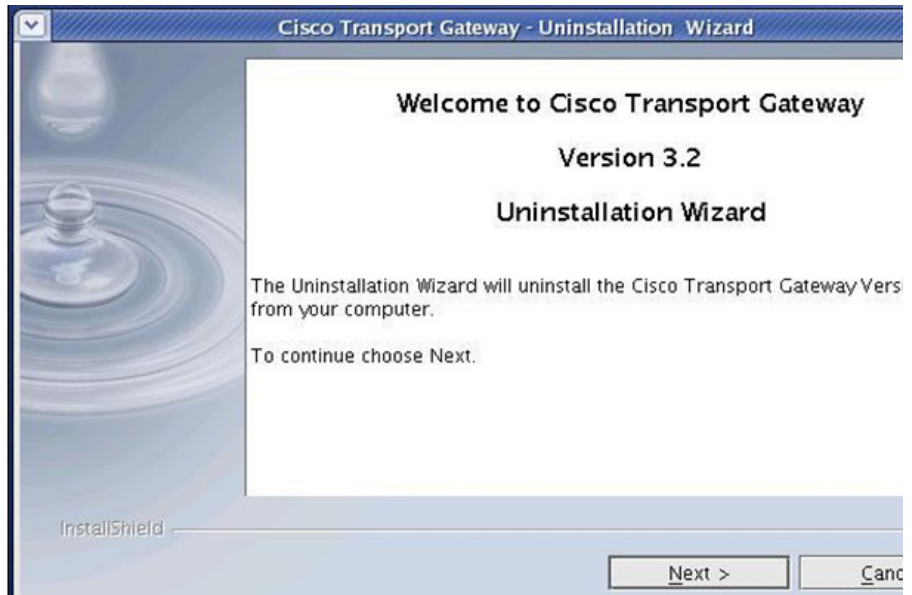 Cisco Transport Gateway - Uninstallation Wizard
Welcome to Cisco Transport Gateway
Version 3.2
Uninstallation Wizard
The Uninstallation Wizard will uninstall the Cisco Transport Gateway Versi
from your computer.
To continue choose Next.
InstallShield
Next >
Canc